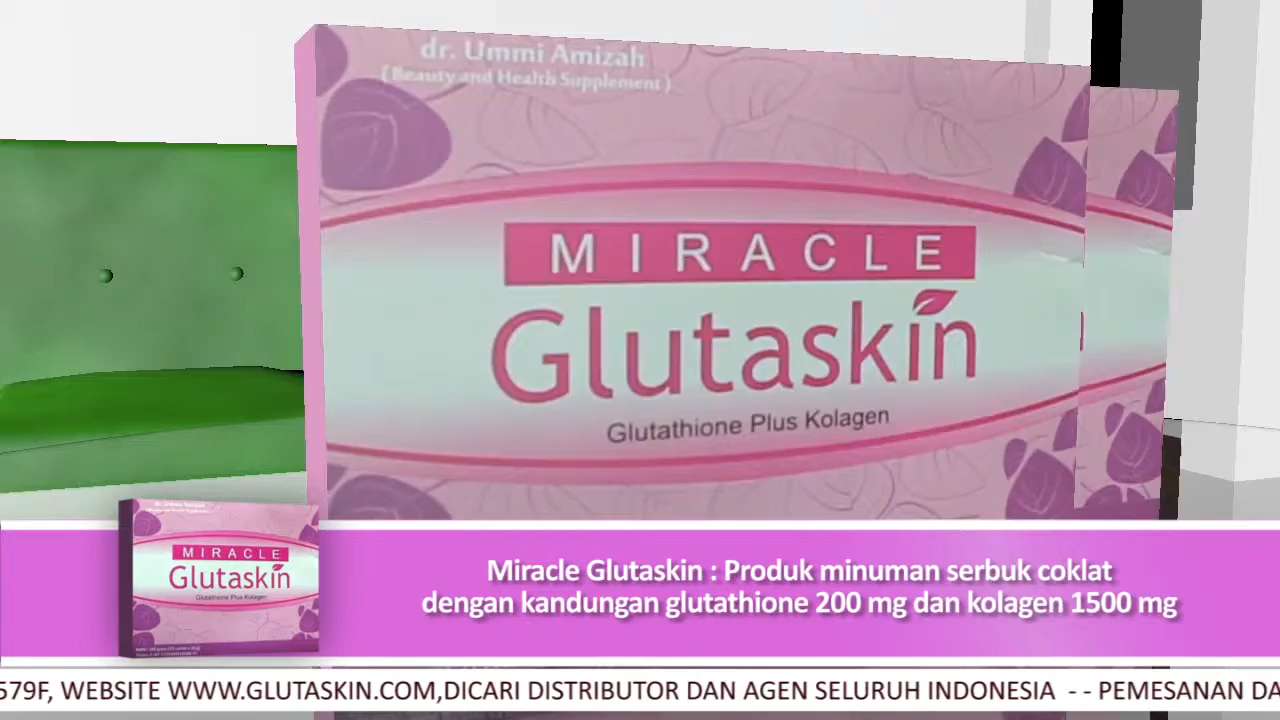 dr. Ummi Amizah
( Beauty and Health Supplement )
MIRACLE
Glutaskin
Glutathione Plus Kolagen
MIRACLE
Glutaskin
Glutathione Plus Kolagen
Miracle Glutaskin : Produk minuman serbuk coklat
dengan kandungan glutathione 200 mg dan kolagen 1500 mg
579F, WEBSITE WWW.GLUTASKIN.COM,DICARI DISTRIBUTOR DAN AGEN SELURUH INDONESIA - - PEMESANAN DA